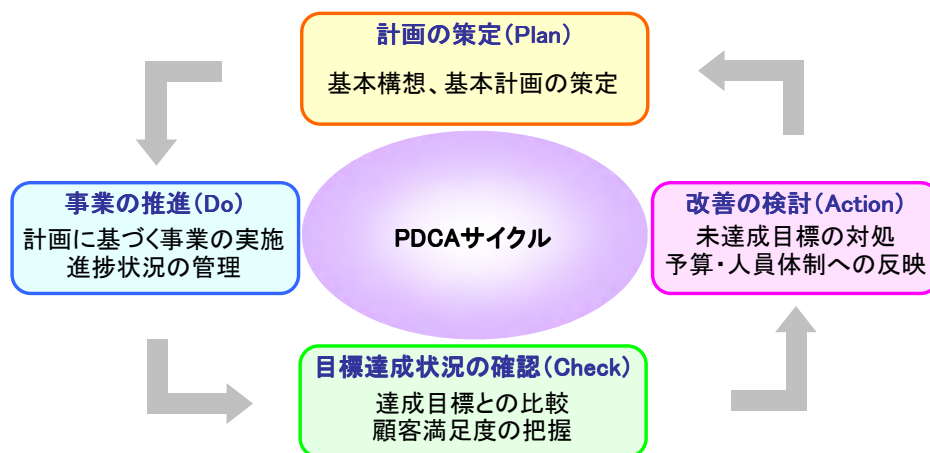 計画の策定(Plan)
基本構想、基本計画の策定
事業の推進(Do)
計画に基づく事業の実施
進捗状況の管理
PDCAサイクル
改善の検討(Action)
未達成目標の対処
予算・人員体制への反映
目標達成状況の確認(Check)
達成目標との比較
顧客満足度の把握